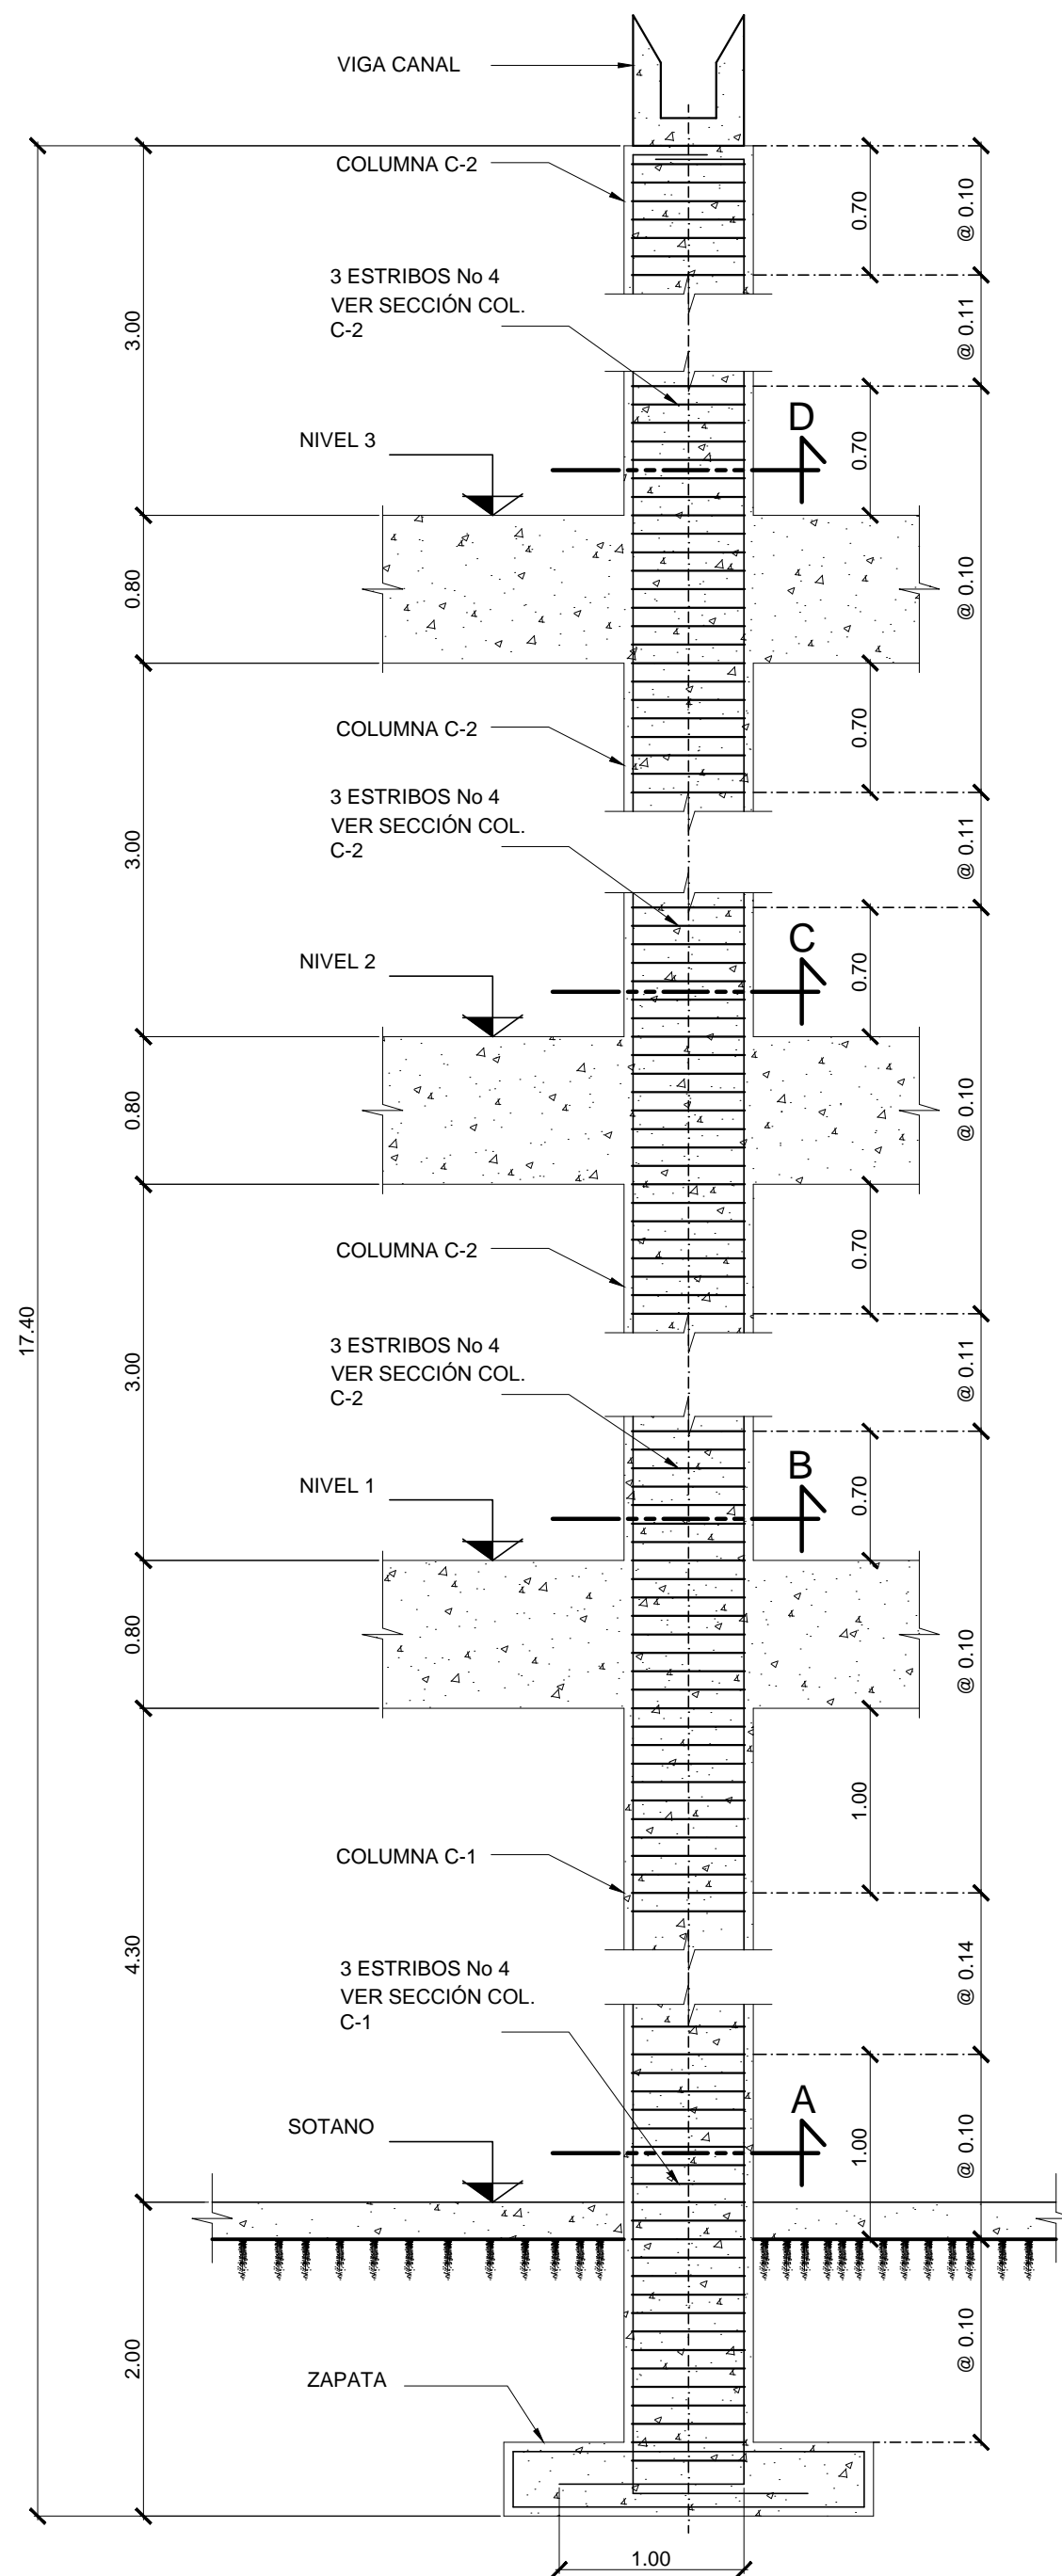 VIGA CANAL
COLUMNA C-2
0.70
@ 0.10
3 ESTRIBOS No 4
VER SECCIÓN COL.
C-2
3.00
@ 0.11
D
NIVEL 3
0.70
0.80
@ 0.10
COLUMNA C-2
0.70
3 ESTRIBOS No 4
VER SECCIÓN COL.
C-2
3.00
@ 0.11
C
NIVEL 2
0.70
0.80
@ 0.10
COLUMNA C-2
0.70
17.40
3 ESTRIBOS No 4
VER SECCIÓN COL.
C-2
3.00
@ 0.11
B
NIVEL 1
0.70
0.80
@ 0.10
1.00
COLUMNA C-1
4.30
3 ESTRIBOS No 4
VER SECCIÓN COL.
C-1
@ 0.14
A
SOTANO
1.00
@ 0.10
2.00
ZAPATA
@ 0.10
1.00